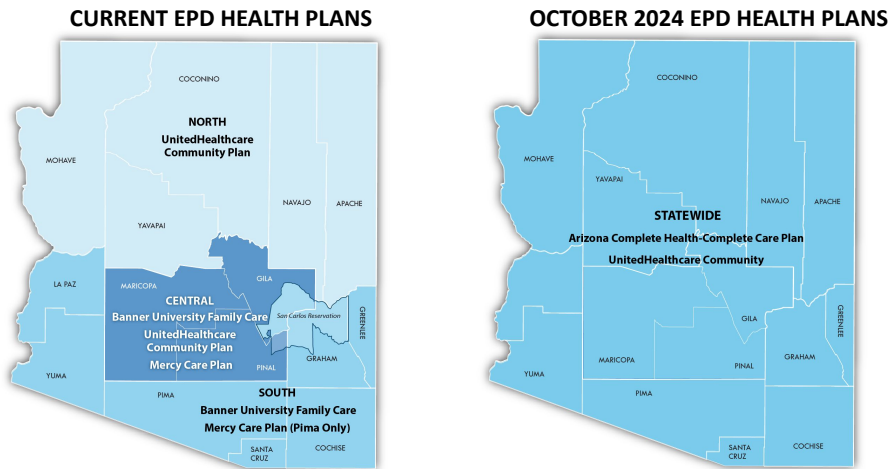 CURRENT EPD HEALTH PLANS
COCONINO
NORTH
UnitedHealthcare
Community Plan
MOHAVE
NAVAJO
APACHE
YAVAPAI
LA PAZ
MARICOPA
GILA
CENTRAL
San Carlos Reservation
GREENLEE
Banner University Family Care
UnitedHealthcare
Community Plan
GRAHAM
Mercy Care Plan
PINAL
YUMA
PIMA
SOUTH
Banner University Family Care
Mercy Care Plan (Pima Only)
SANTA
CRUZ
COCHISE
OCTOBER 2024 EPD HEALTH PLANS
COCONINO
MOHAVE
YAVAPAI
NAVAJO
APACHE
STATEWIDE
Arizona Complete Health-Complete Care Plan
UnitedHealthcare Community
GILA
GREENLEE
MARICOPA
GRAHAM
YUMA
PINAL
PIMA
SANTA
CRUZ
COCHISE